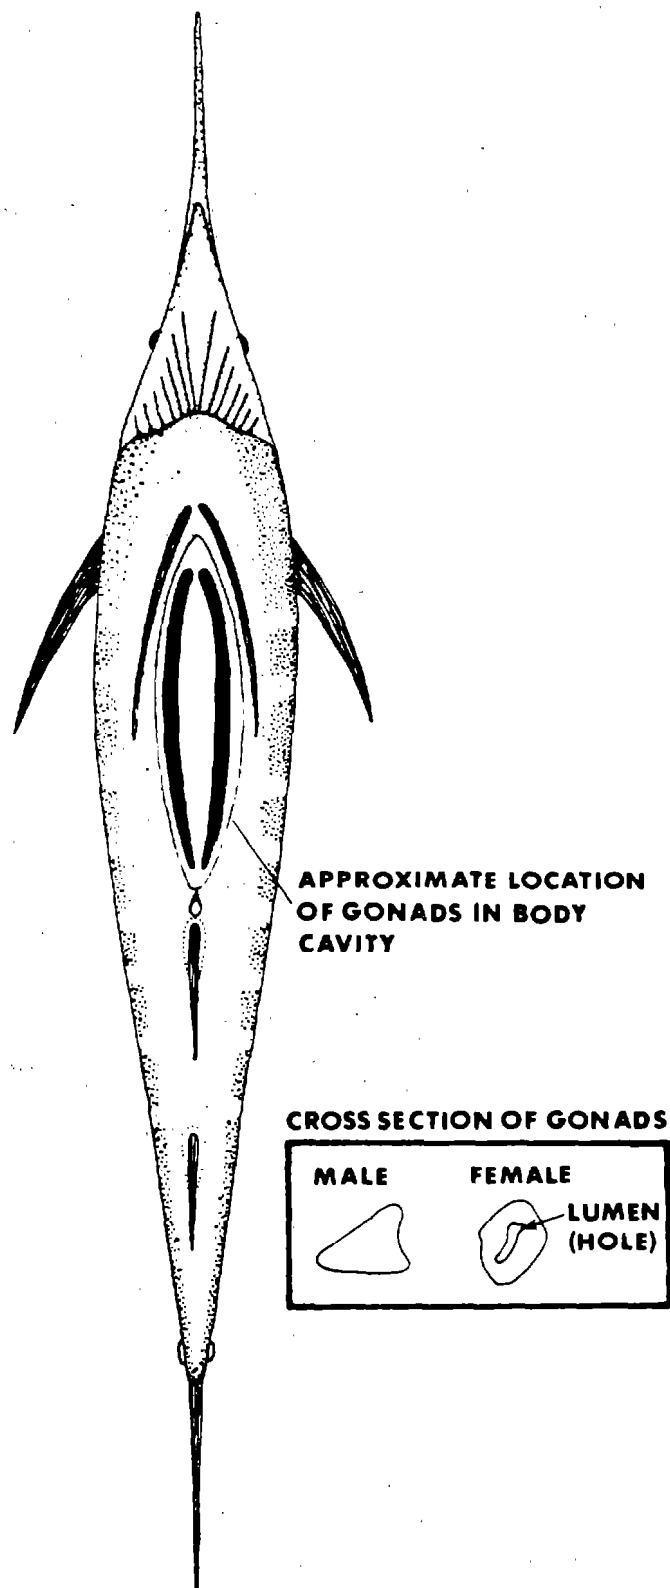 APPROXIMATE LOCATION
OF GONADS IN BODY
CAVITY
CROSS SECTION OF GONADS
MALE
FEMALE
LUMEN
(HOLE)